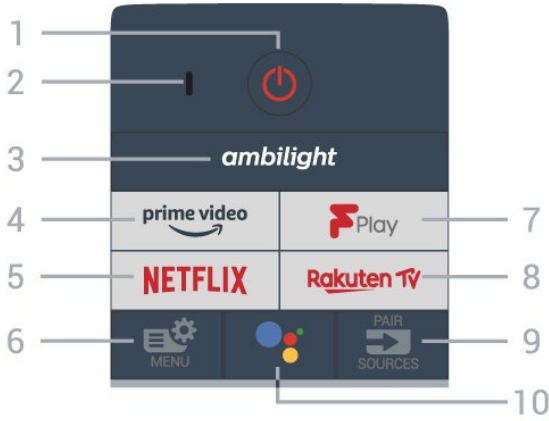 1
2
3
ambilight
4
prime video
FPlay
7
5
NETFLIX
Rakuten TV
8
6
MENU
PAIR
SOURCES
9
10